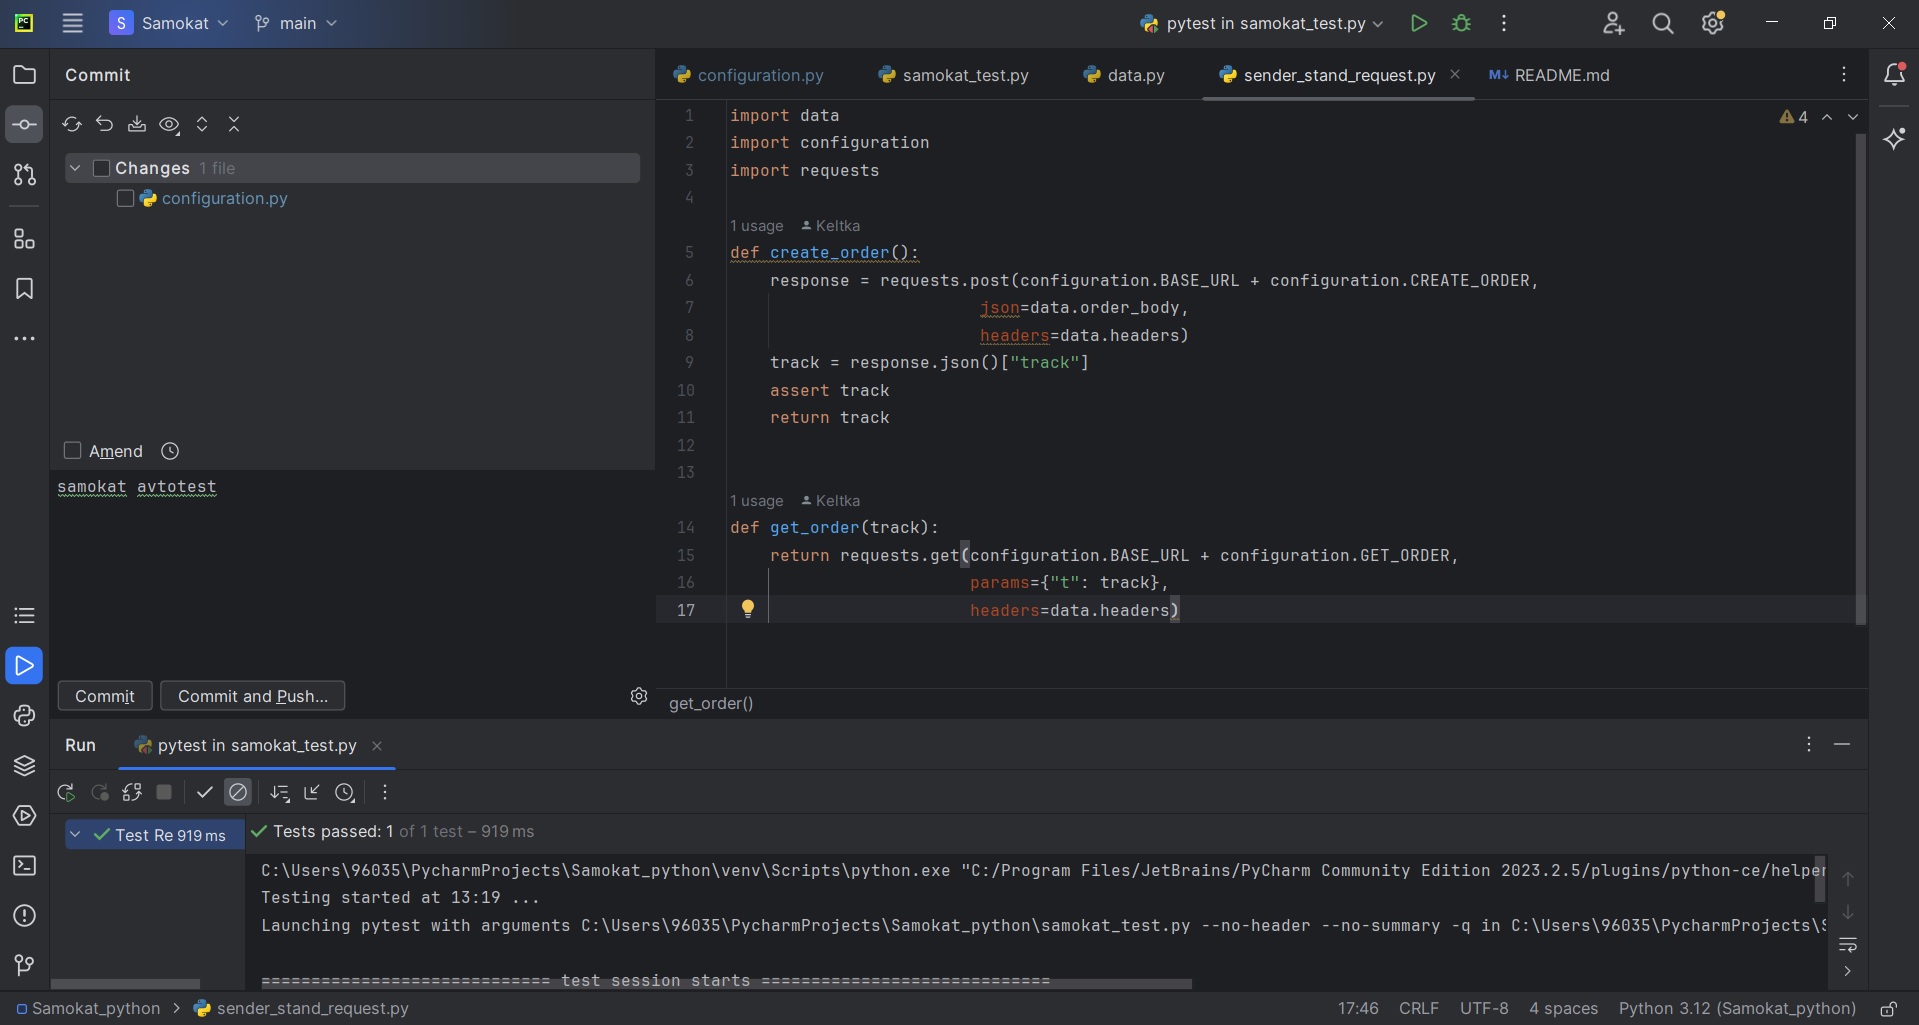 PC
S Samokat main pytest in samokat_test.py
Commit
configuration.py samokat_test.py data.py sender_stand_request.py M↓ README.md
Changes 1 file
configuration.py
Amend
samokat avtotest
Commit Commit and Push...
4
1 import data
2 import configuration
3 import requests
4
1 usage Keltka
5 def create_order():
6 response = requests.post(configuration.BASE_URL + configuration.CREATE_ORDER,
7 json=data.order_body,
8 headers=data.headers)
9 track = response.json()["track"]
10 assert track
11 return track
12
13
1 usage Keltka
14 def get_order(track):
15 return requests.get(configuration.BASE_URL + configuration.GET_ORDER,
16 params={"t": track},
17 headers=data.headers)
get_order()
Run pytest in samokat_test.py
Test Re 919 ms
Tests passed: 1 of 1 test – 919 ms
C:\Users\96035\PycharmProjects\Samokat_python\venv\Scripts\python.exe "C:/Program Files/JetBrains/PyCharm Community Edition 2023.2.5/plugins/python-ce/helper
Testing started at 13:19 ...
Launching pytest with arguments C:\Users\96035\PycharmProjects\Samokat_python\samokat_test.py --no-header --no-summary -q in C:\Users\96035\PycharmProjects\S
============================= test session starts =============================
Samokat_python > sender_stand_request.py 17:46 CRLF UTF-8 4 spaces Python 3.12 (Samokat_python)